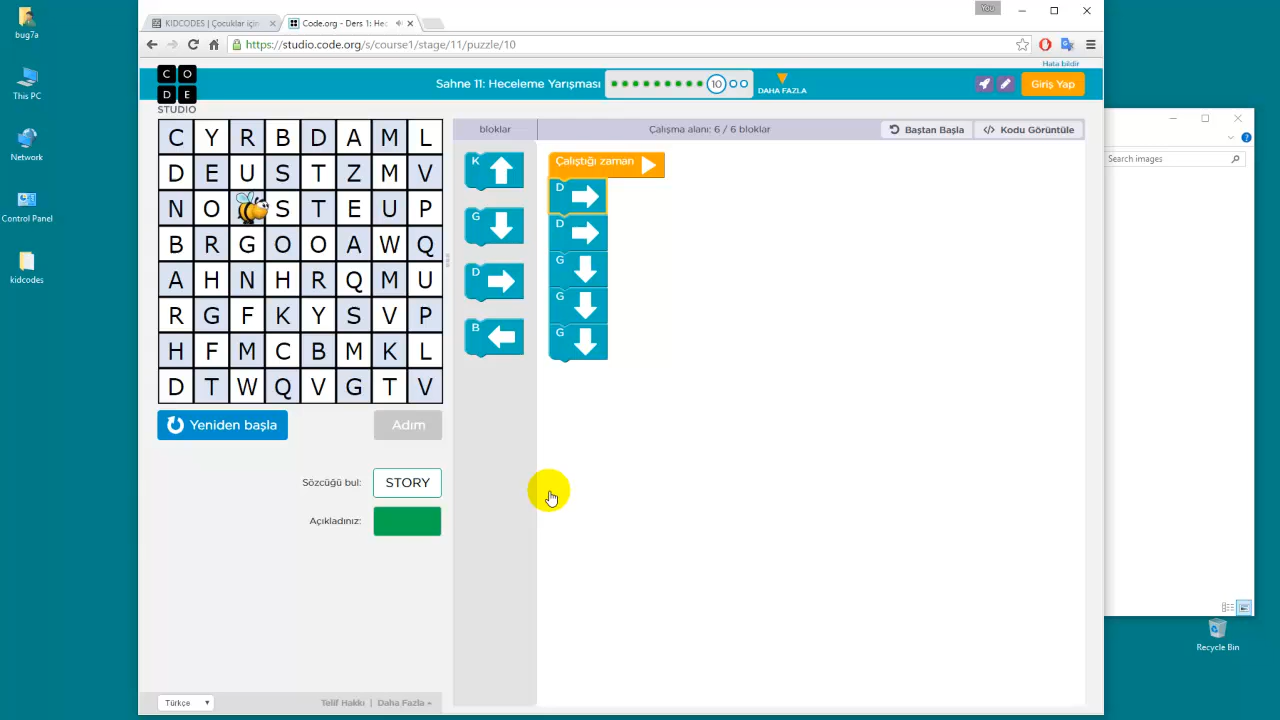 You
bug7a
This PC
Network
Control Panel
kidcodes
KIDCODES | Çocuklar için
Code.org - Ders 1: Hec
https://studio.code.org/s/course1/stage/11/puzzle/10
Hata bildir
C O
D E
STUDIO
Sahne 11: Heceleme Yarışması
10
DAHA FAZLA
Giriş Yap
bloklar
Çalışma alanı: 6 / 6 bloklar
Baştan Başla
</> Kodu Görüntüle
C Y R B D A M L
D E U S T Z M V
N O S T E U P
B R G O O A W Q
A H N H R Q M U
R G F K Y S V P
H F M C B M K L
D T W Q V G T V
K
G
D
B
Çalıştığı zaman
D
D
G
G
G
Yeniden başla
Adım
Sözcüğü bul:
STORY
Açıkladınız:
Türkçe
Telif Hakkı | Daha Fazla
Search images
Recycle Bin